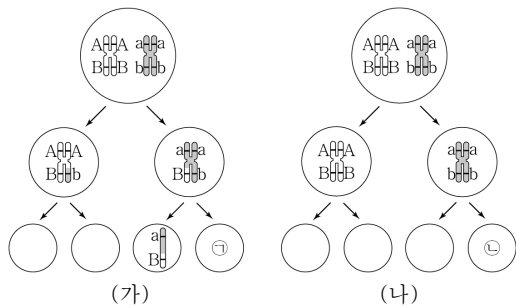 AA aa AA aa
BB bb BB bb
AA aa AA aa
Bb Bb BB bb
a
B ㉠ ㉡
(가) (나)